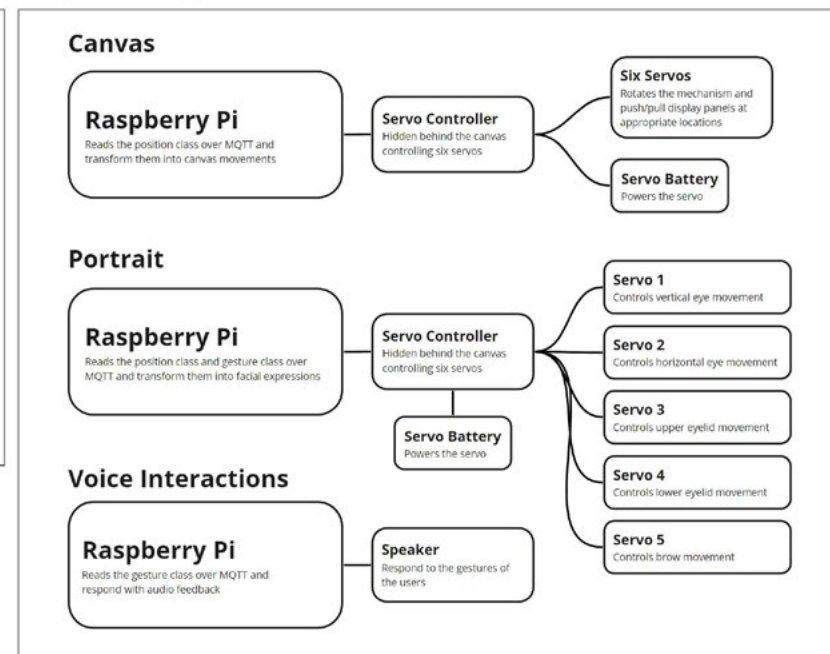 Canvas
Raspberry Pi
Reads the position class over MQTT and
transform them into canvas movements
Servo Controller
Hidden behind the canvas
controlling six servos
Six Servos
Rotates the mechanism and
push/pull display panels at
appropriate locations
Servo Battery
Powers the servo
Portrait
Raspberry Pi
Reads the position class and gesture class over
MQTT and transform them into facial expressions
Servo Controller
Hidden behind the canvas
controlling six servos
Servo Battery
Powers the servo
Servo 1
Controls vertical eye movement
Servo 2
Controls horizontal eye movement
Servo 3
Controls upper eyelid movement
Servo 4
Controls lower eyelid movement
Servo 5
Controls brow movement
Voice Interactions
Raspberry Pi
Reads the gesture class over MQTT and
respond with audio feedback
Speaker
Respond to the gestures of
the users